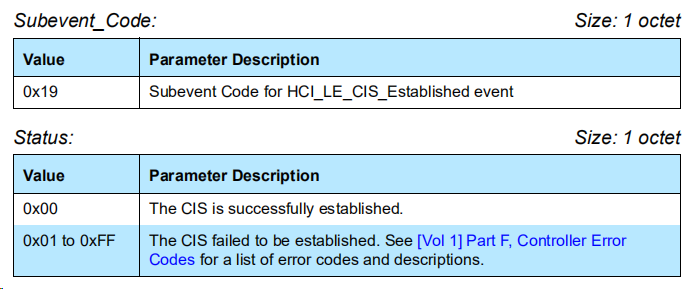 Subevent_Code: Size: 1 octet
Value Parameter Description
0x19 Subevent Code for HCI_LE_CIS_Established event
Status: Size: 1 octet
Value Parameter Description
0x00 The CIS is successfully established.
0x01 to 0xFF The CIS failed to be established. See [Vol 1] Part F, Controller Error
Codes for a list of error codes and descriptions.